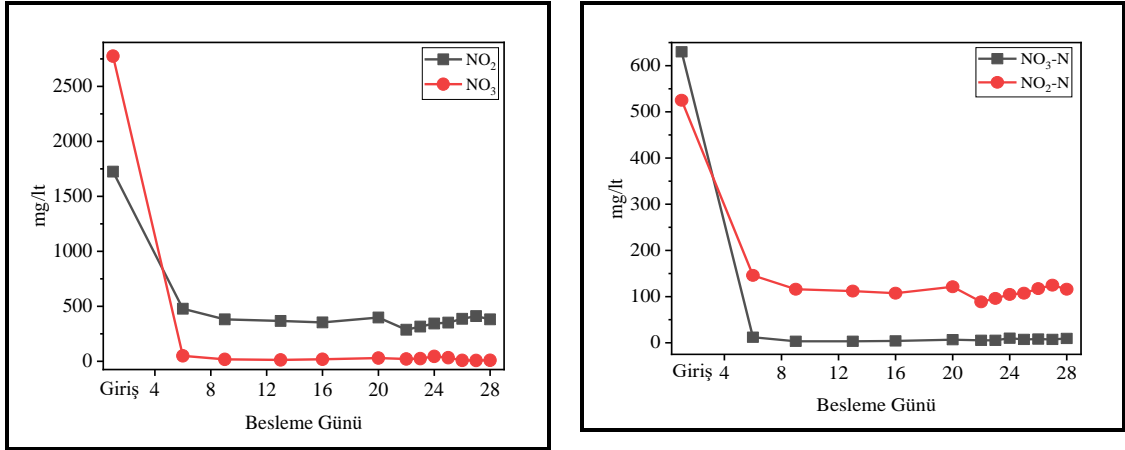 NO₂
NO₃
2500
2000
1500
1000
500
0
mg/lt
Giriş 4 8 12 16 20 24 28
Besleme Günü
NO₃-N
NO₂-N
600
500
400
300
200
100
0
mg/lt
Giriş 4 8 12 16 20 24 28
Besleme Günü